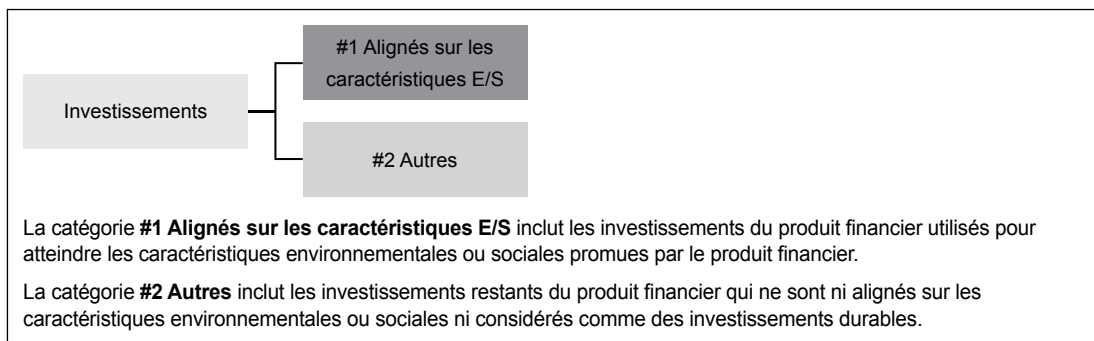 #1 Alignés sur les
caractéristiques E/S
Investissements
#2 Autres
La catégorie #1 Alignés sur les caractéristiques E/S inclut les investissements du produit financier utilisés pour
atteindre les caractéristiques environnementales ou sociales promues par le produit financier.
La catégorie #2 Autres inclut les investissements restants du produit financier qui ne sont ni alignés sur les
caractéristiques environnementales ou sociales ni considérés comme des investissements durables.